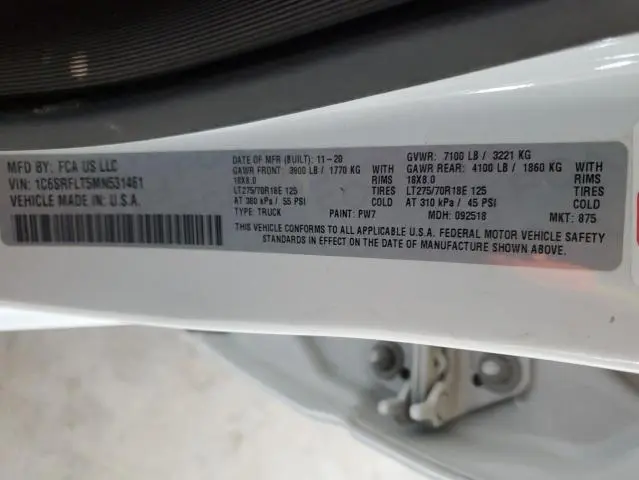 MFD BY: FCA US LLC
VIN: 1C6SRFLT5MN531461
VEHICLE MADE IN: U.S.A.
DATE OF MFR (BUILT): 11-20
GAWR FRONT: 3900 LB / 1770 KG WITH
18X8.0 RIMS
LT275/70R18E 125 TIRES
AT 380 kPa / 55 PSI COLD
TYPE: TRUCK PAINT: PW7
GVWR: 7100 LB / 3221 KG
GAWR REAR: 4100 LB / 1860 KG WITH
18X8.0 RIMS
LT275/70R18E 125 TIRES
AT 310 kPa / 45 PSI COLD
MDH: 092518 MKT: 875
THIS VEHICLE CONFORMS TO ALL APPLICABLE U.S.A. FEDERAL MOTOR VEHICLE SAFETY
STANDARDS IN EFFECT ON THE DATE OF MANUFACTURE SHOWN ABOVE.